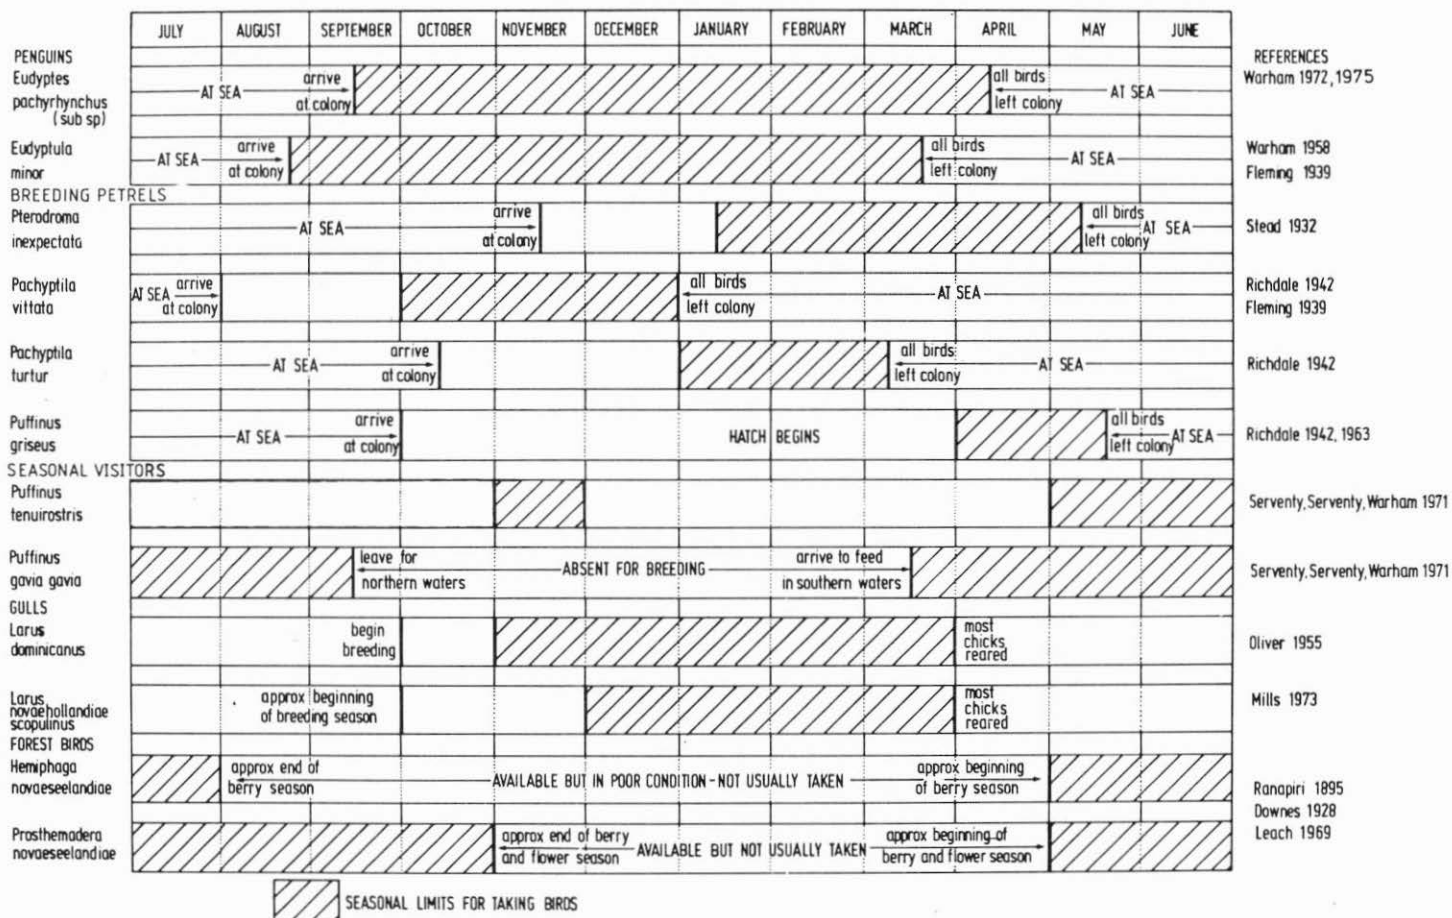 JULY AUGUST SEPTEMBER OCTOBER NOVEMBER DECEMBER JANUARY FEBRUARY MARCH APRIL MAY JUNE
PENGUINS REFERENCES
Eudyptes arrive all birds Warham 1972, 1975
AT SEA AT SEA
pachyrhynchus at colony left colony
(sub sp)
Eudyptula arrive all birds Warham 1958
AT SEA AT SEA
minor at colony left colony Fleming 1939
BREEDING PETRELS
Pterodroma arrive all birds
AT SEA AT SEA Stead 1932
inexpectata at colony left colony
Pachyptila arrive all birds Richdale 1942
AT SEA AT SEA
vittata at colony left colony Fleming 1939
Pachyptila arrive all birds
AT SEA AT SEA Richdale 1942
turtur at colony left colony
Puffinus arrive all birds
AT SEA HATCH BEGINS AT SEA Richdale 1942, 1963
griseus at colony left colony
SEASONAL VISITORS
Puffinus
tenuirostris Serventy, Serventy, Warham 1971
Puffinus leave for arrive to feed
ABSENT FOR BREEDING Serventy, Serventy, Warham 1971
gavia gavia northern waters in southern waters
GULLS
Larus begin most
dominicanus breeding chicks Oliver 1955
reared
Larus approx beginning most Mills 1973
novaehollandiae of breeding season chicks
scopulinus reared
FOREST BIRDS
Hemiphaga approx end of approx beginning
AVAILABLE BUT IN POOR CONDITION - NOT USUALLY TAKEN
novaeseelandiae berry season of berry season Ranapiri 1895
Downes 1928
Prosthemadera approx end of berry approx beginning of Leach 1969
AVAILABLE BUT NOT USUALLY TAKEN
novaeseelandiae and flower season berry and flower season
SEASONAL LIMITS FOR TAKING BIRDS